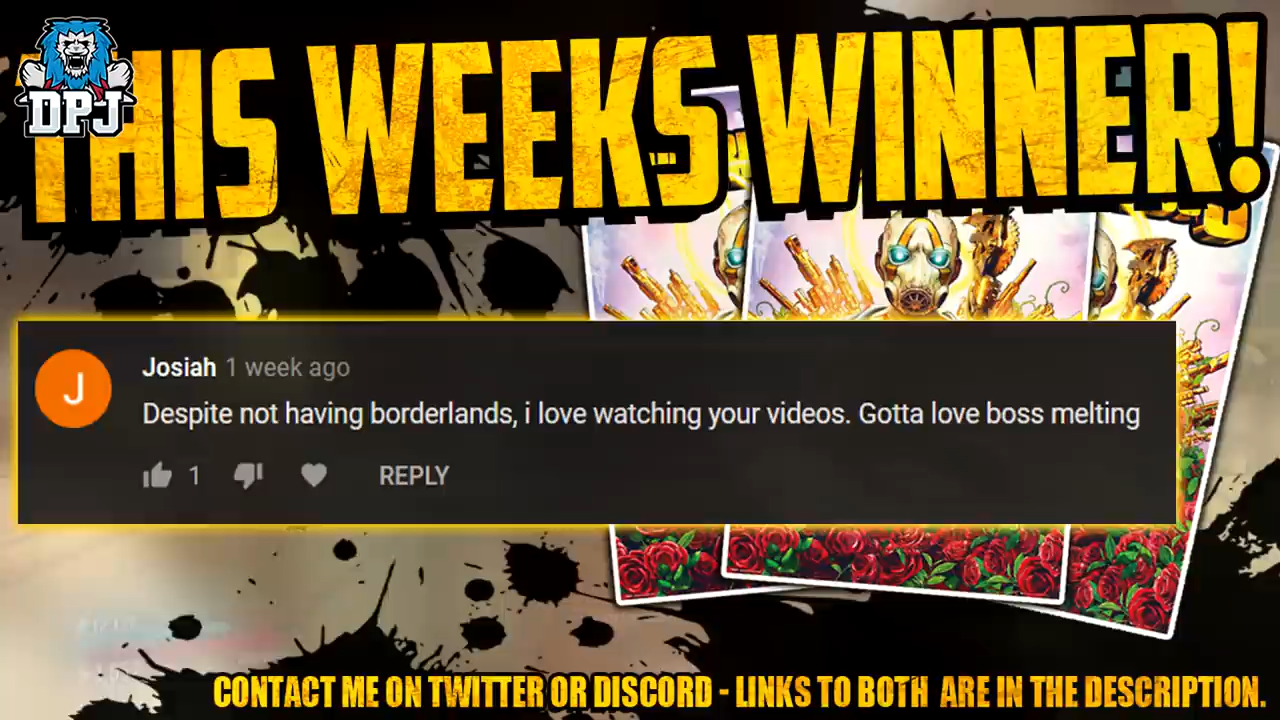 THIS WEEKS WINNER!
DPJ
J
Josiah 1 week ago
Despite not having borderlands, i love watching your videos. Gotta love boss melting
1 REPLY
CONTACT ME ON TWITTER OR DISCORD - LINKS TO BOTH ARE IN THE DESCRIPTION.